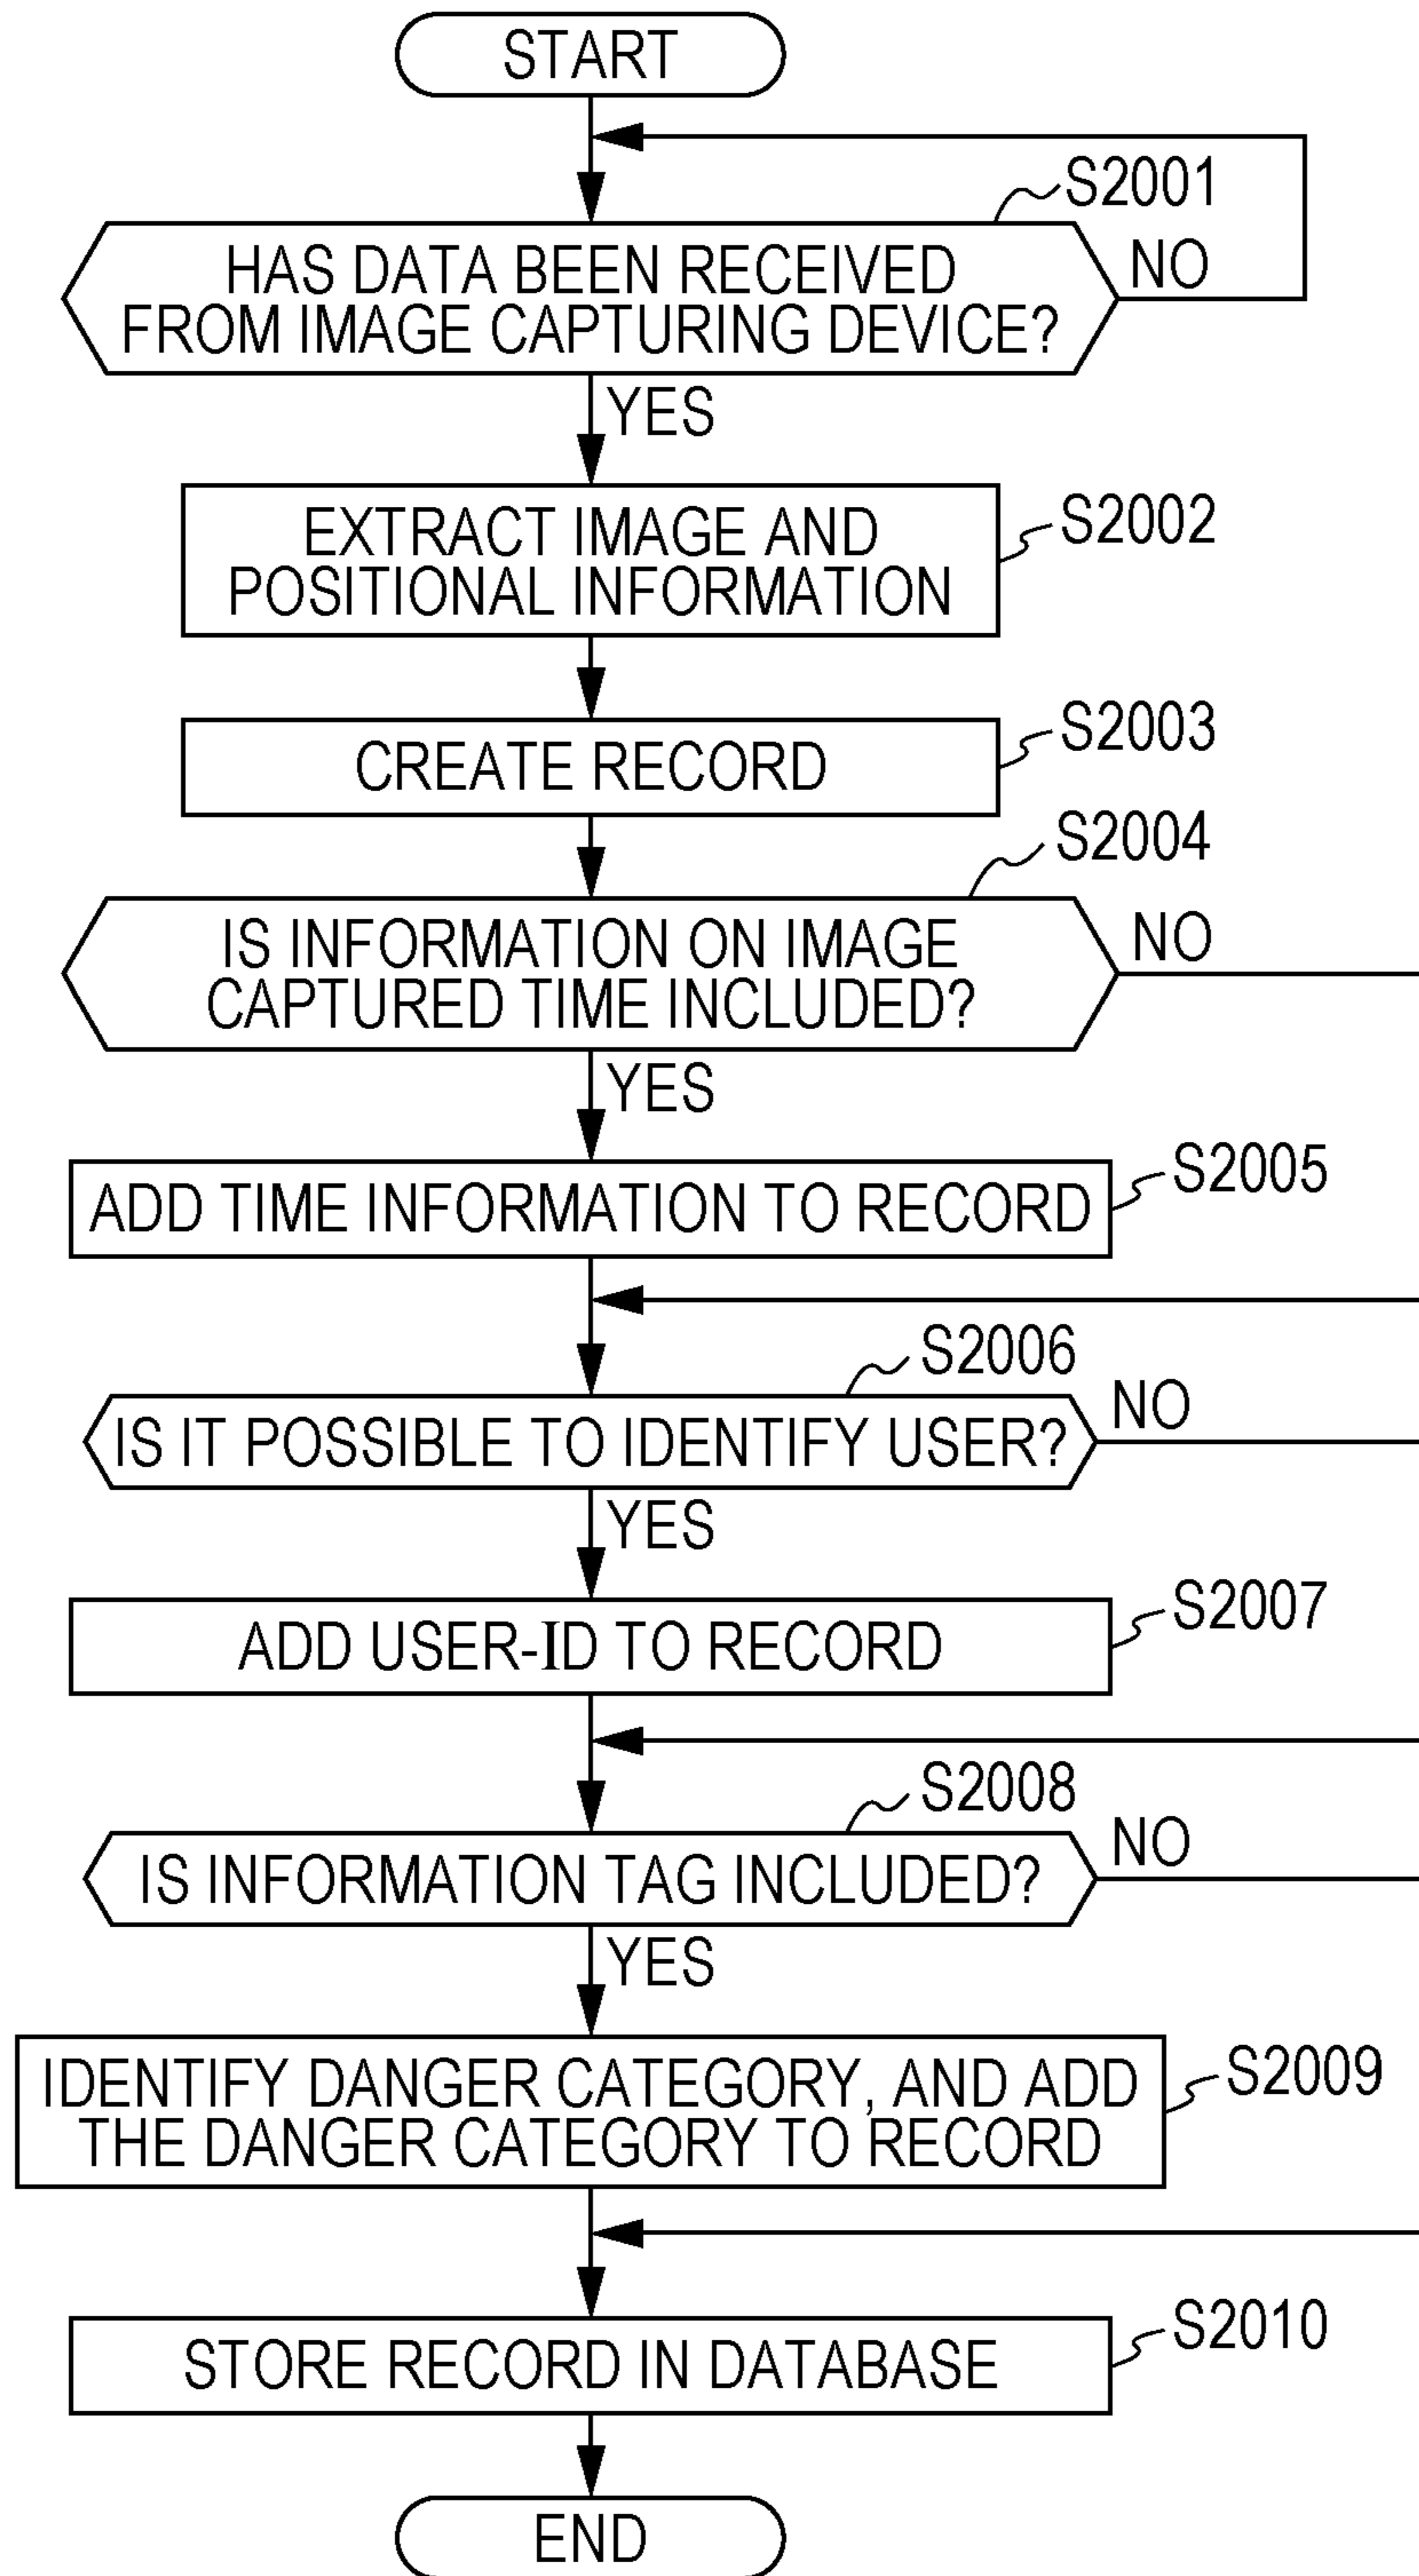 START
S2001
HAS DATA BEEN RECEIVED
FROM IMAGE CAPTURING DEVICE?
NO
YES
EXTRACT IMAGE AND
POSITIONAL INFORMATION
S2002
CREATE RECORD
S2003
S2004
IS INFORMATION ON IMAGE
CAPTURED TIME INCLUDED?
NO
YES
ADD TIME INFORMATION TO RECORD
S2005
S2006
IS IT POSSIBLE TO IDENTIFY USER?
NO
YES
ADD USER-ID TO RECORD
S2007
S2008
IS INFORMATION TAG INCLUDED?
NO
YES
IDENTIFY DANGER CATEGORY, AND ADD
THE DANGER CATEGORY TO RECORD
S2009
STORE RECORD IN DATABASE
S2010
END